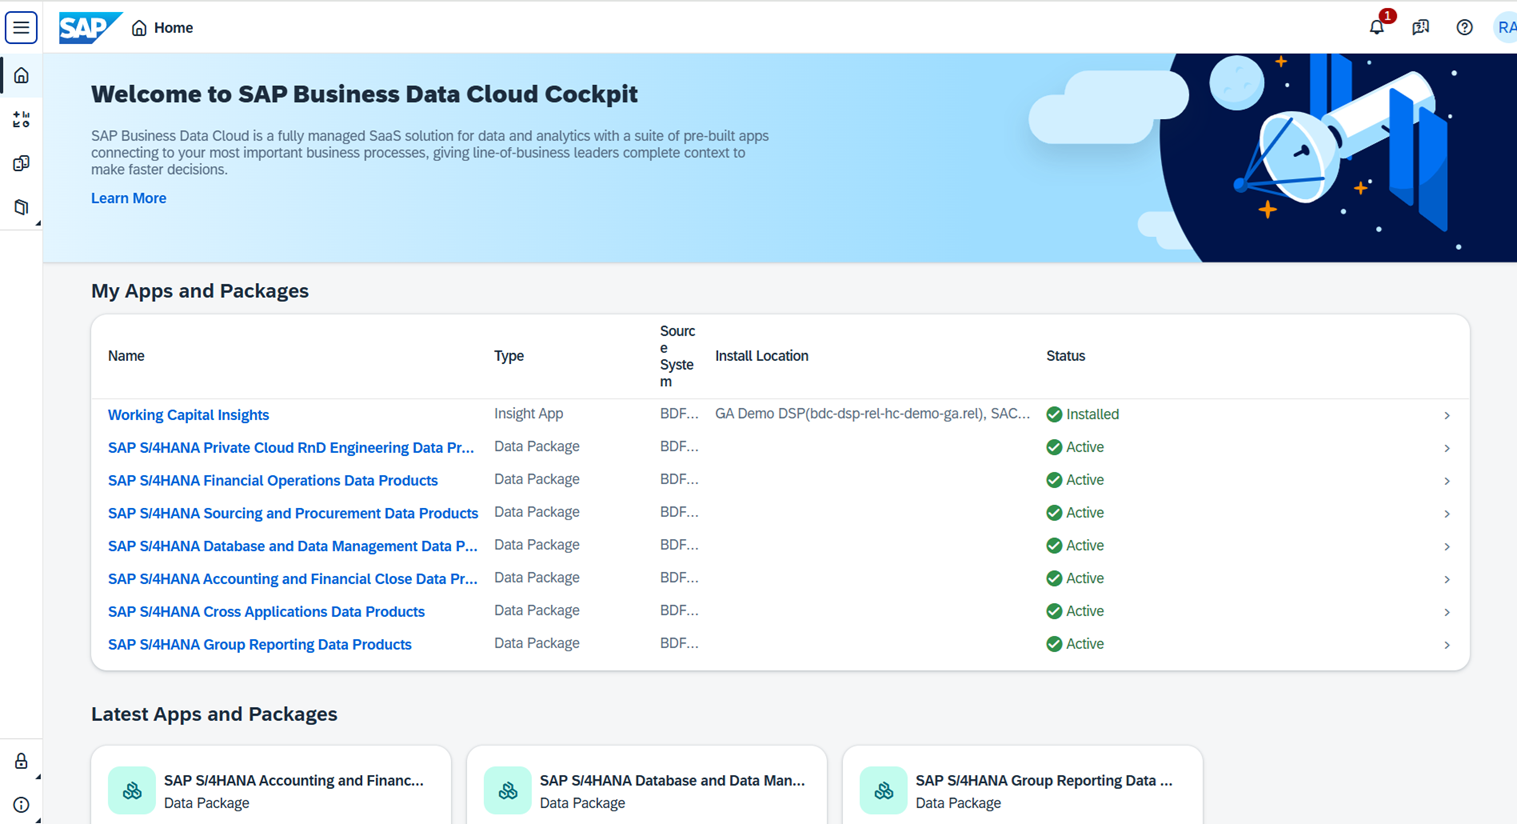 SAP Home 1 RA
Welcome to SAP Business Data Cloud Cockpit
SAP Business Data Cloud is a fully managed SaaS solution for data and analytics with a suite of pre-built apps
connecting to your most important business processes, giving line-of-business leaders complete context to
make faster decisions.
Learn More
My Apps and Packages
Name Type Sourc
e
Syste
m Install Location Status
Working Capital Insights Insight App BDF... GA Demo DSP(bdc-dsp-rel-hc-demo-ga.rel), SAC... Installed
SAP S/4HANA Private Cloud RnD Engineering Data Pr... Data Package BDF... Active
SAP S/4HANA Financial Operations Data Products Data Package BDF... Active
SAP S/4HANA Sourcing and Procurement Data Products Data Package BDF... Active
SAP S/4HANA Database and Data Management Data P... Data Package BDF... Active
SAP S/4HANA Accounting and Financial Close Data Pr... Data Package BDF... Active
SAP S/4HANA Cross Applications Data Products Data Package BDF... Active
SAP S/4HANA Group Reporting Data Products Data Package BDF... Active
Latest Apps and Packages
SAP S/4HANA Accounting and Financ...
Data Package
SAP S/4HANA Database and Data Man...
Data Package
SAP S/4HANA Group Reporting Data ...
Data Package